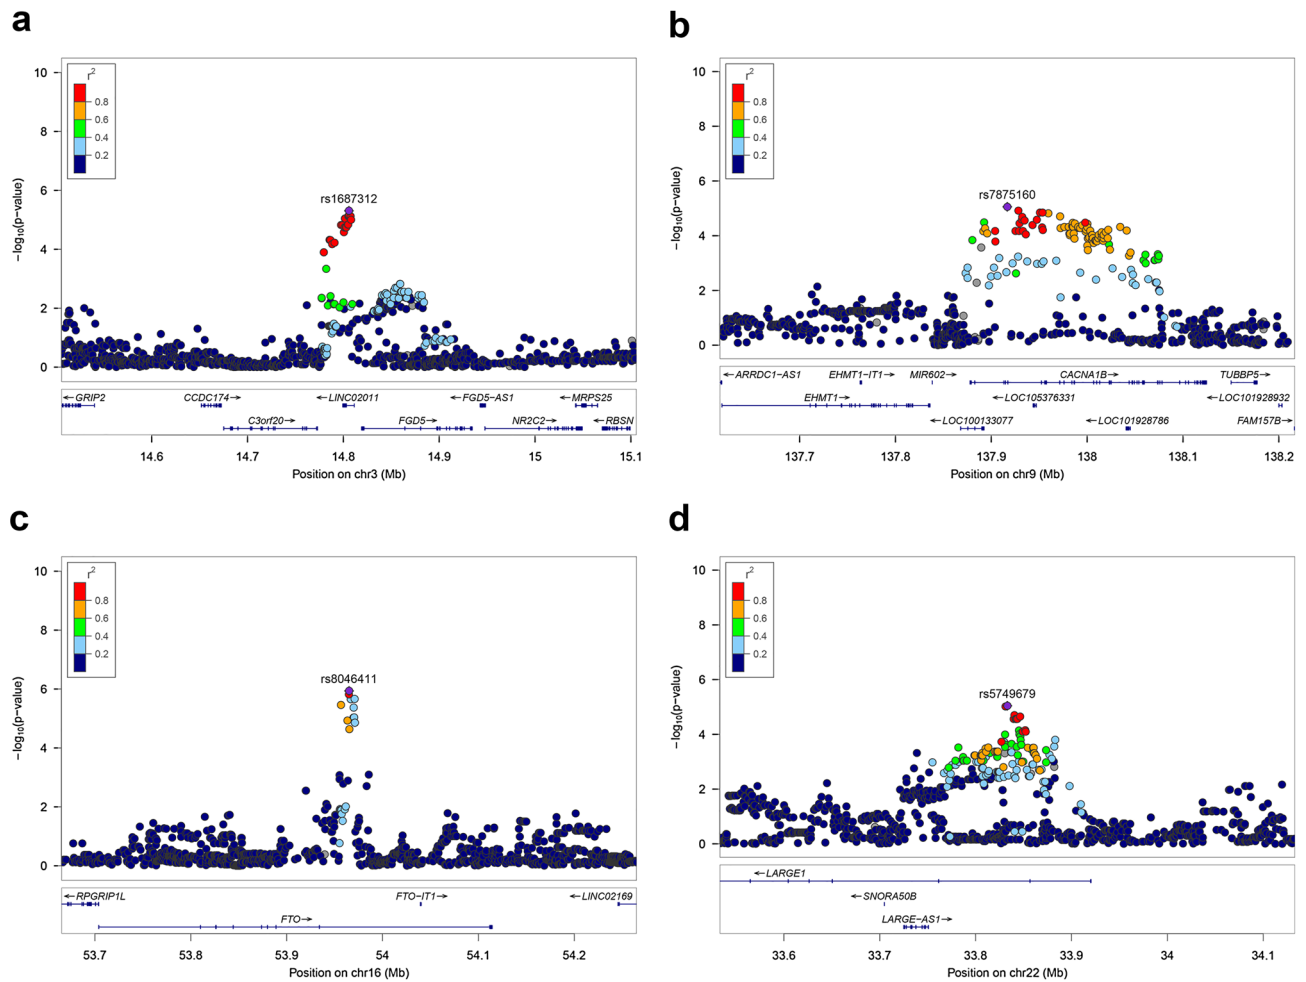 a
10
8
6
4
2
0
−log10(p−value)
r2
0.8
0.6
0.4
0.2
rs1687312
←GRIP2
CCDC174→
←LINC02011
←FGD5−AS1
←MRPS25
C3orf20→
FGD5→
NR2C2→
←RBSN
14.6 14.7 14.8 14.9 15 15.1
Position on chr3 (Mb)
b
10
8
6
4
2
0
−log10(p−value)
r2
0.8
0.6
0.4
0.2
rs7875160
←ARRDC1−AS1
EHMT1−IT1→
MIR602→
CACNA1B→
TUBBP5→
EHMT1→
←LOC105376331
←LOC101928932
←LOC100133077
←LOC101928786
FAM157B→
137.7 137.8 137.9 138 138.1 138.2
Position on chr9 (Mb)
c
10
8
6
4
2
0
−log10(p−value)
r2
0.8
0.6
0.4
0.2
rs8046411
←RPGRIP1L
FTO−IT1→
←LINC02169
FTO→
53.7 53.8 53.9 54 54.1 54.2
Position on chr16 (Mb)
d
10
8
6
4
2
0
−log10(p−value)
r2
0.8
0.6
0.4
0.2
rs5749679
←LARGE1
←SNORA50B
LARGE−AS1→
33.6 33.7 33.8 33.9 34 34.1
Position on chr22 (Mb)